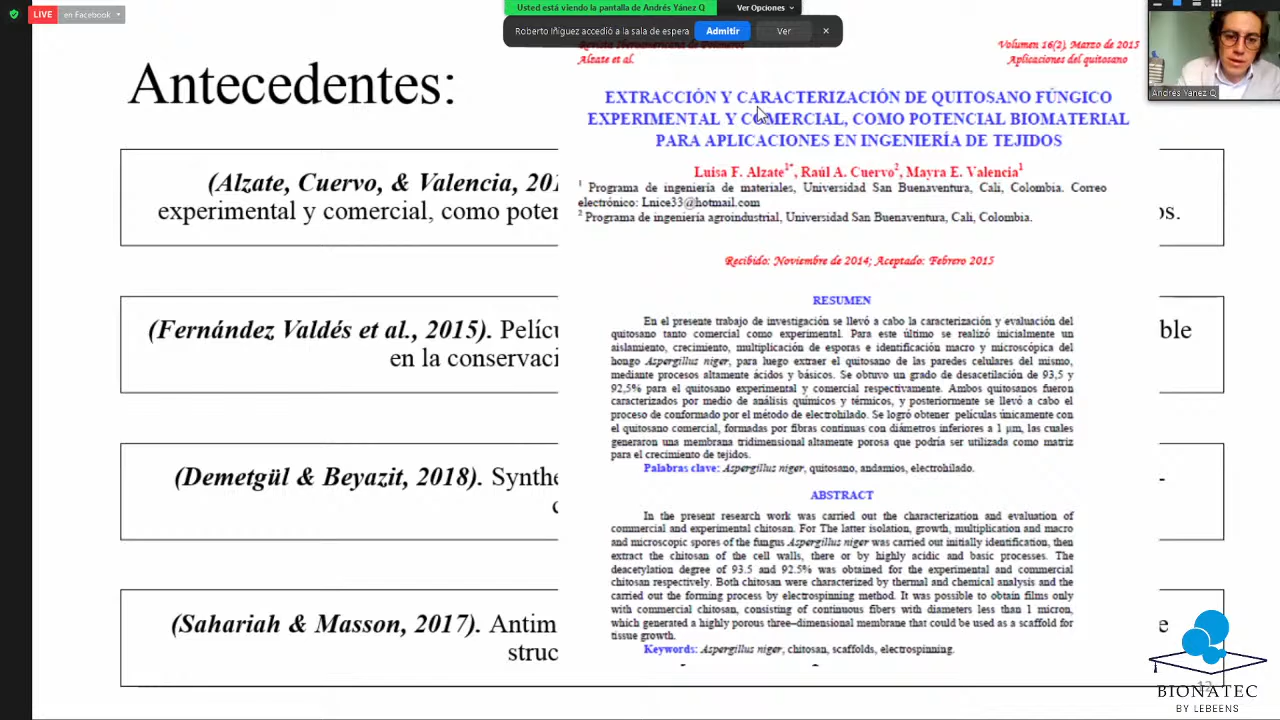 LIVE en Facebook
Usted está viendo la pantalla de Andrés Yánez Q
Ver Opciones
Roberto Iñiguez accedió a la sala de espera
Admitir
Ver
Andrés Yánez Q
Antecedentes:
(Alzate, Cuervo, & Valencia, 201
experimental y comercial, como poten
os.
(Fernández Valdés et al., 2015). Pelícu
ble
en la conservaci
(Demetgül & Beyazit, 2018). Synthe
c
(Sahariah & Masson, 2017). Antim
e
struc
Revista Iberoamericana de Polímeros
Volumen 16(2), Marzo de 2015
Alzate et al.
Aplicaciones del quitosano
EXTRACCIÓN Y CARACTERIZACIÓN DE QUITOSANO FÚNGICO
EXPERIMENTAL Y COMERCIAL, COMO POTENCIAL BIOMATERIAL
PARA APLICACIONES EN INGENIERÍA DE TEJIDOS
Luisa F. Alzate1*, Raúl A. Cuervo2, Mayra E. Valencia1
1 Programa de ingeniería de materiales, Universidad San Buenaventura, Cali, Colombia. Correo
electrónico: Lnice33@hotmail.com
2 Programa de ingeniería agroindustrial, Universidad San Buenaventura, Cali, Colombia.
Recibido: Noviembre de 2014; Aceptado: Febrero 2015
RESUMEN
En el presente trabajo de investigación se llevó a cabo la caracterización y evaluación del
quitosano tanto comercial como experimental. Para este último se realizó inicialmente un
aislamiento, crecimiento, multiplicación de esporas e identificación macro y microscópica del
hongo Aspergillus niger, para luego extraer el quitosano de las paredes celulares del mismo,
mediante procesos altamente ácidos y básicos. Se obtuvo un grado de desacetilación de 93,5 y
92,5% para el quitosano experimental y comercial respectivamente. Ambos quitosanos fueron
caracterizados por medio de análisis químicos y térmicos, y posteriormente se llevó a cabo el
proceso de conformado por el método de electrohilado. Se logró obtener películas únicamente con
el quitosano comercial, formadas por fibras continuas con diámetros inferiores a 1 µm, las cuales
generaron una membrana tridimensional altamente porosa que podría ser utilizada como matriz
para el crecimiento de tejidos.
Palabras clave: Aspergillus niger, quitosano, andamios, electrohilado.
ABSTRACT
In the present research work was carried out the characterization and evaluation of
commercial and experimental chitosan. For The latter isolation, growth, multiplication and macro
and microscopic spores of the fungus Aspergillus niger was carried out initially identification, then
extract the chitosan of the cell walls, there or by highly acidic and basic processes. The
deacetylation degree of 93.5 and 92.5% was obtained for the experimental and commercial
chitosan respectively. Both chitosan were characterized by thermal and chemical analysis and the
carried out the forming process by electrospinning method. It was possible to obtain films only
with commercial chitosan, consisting of continuous fibers with diameters less than 1 micron,
which generated a highly porous three–dimensional membrane that could be used as a scaffold for
tissue growth.
Keywords: Aspergillus niger, chitosan, scaffolds, electrospinning.
12
BIONATEC
BY LEBEENS